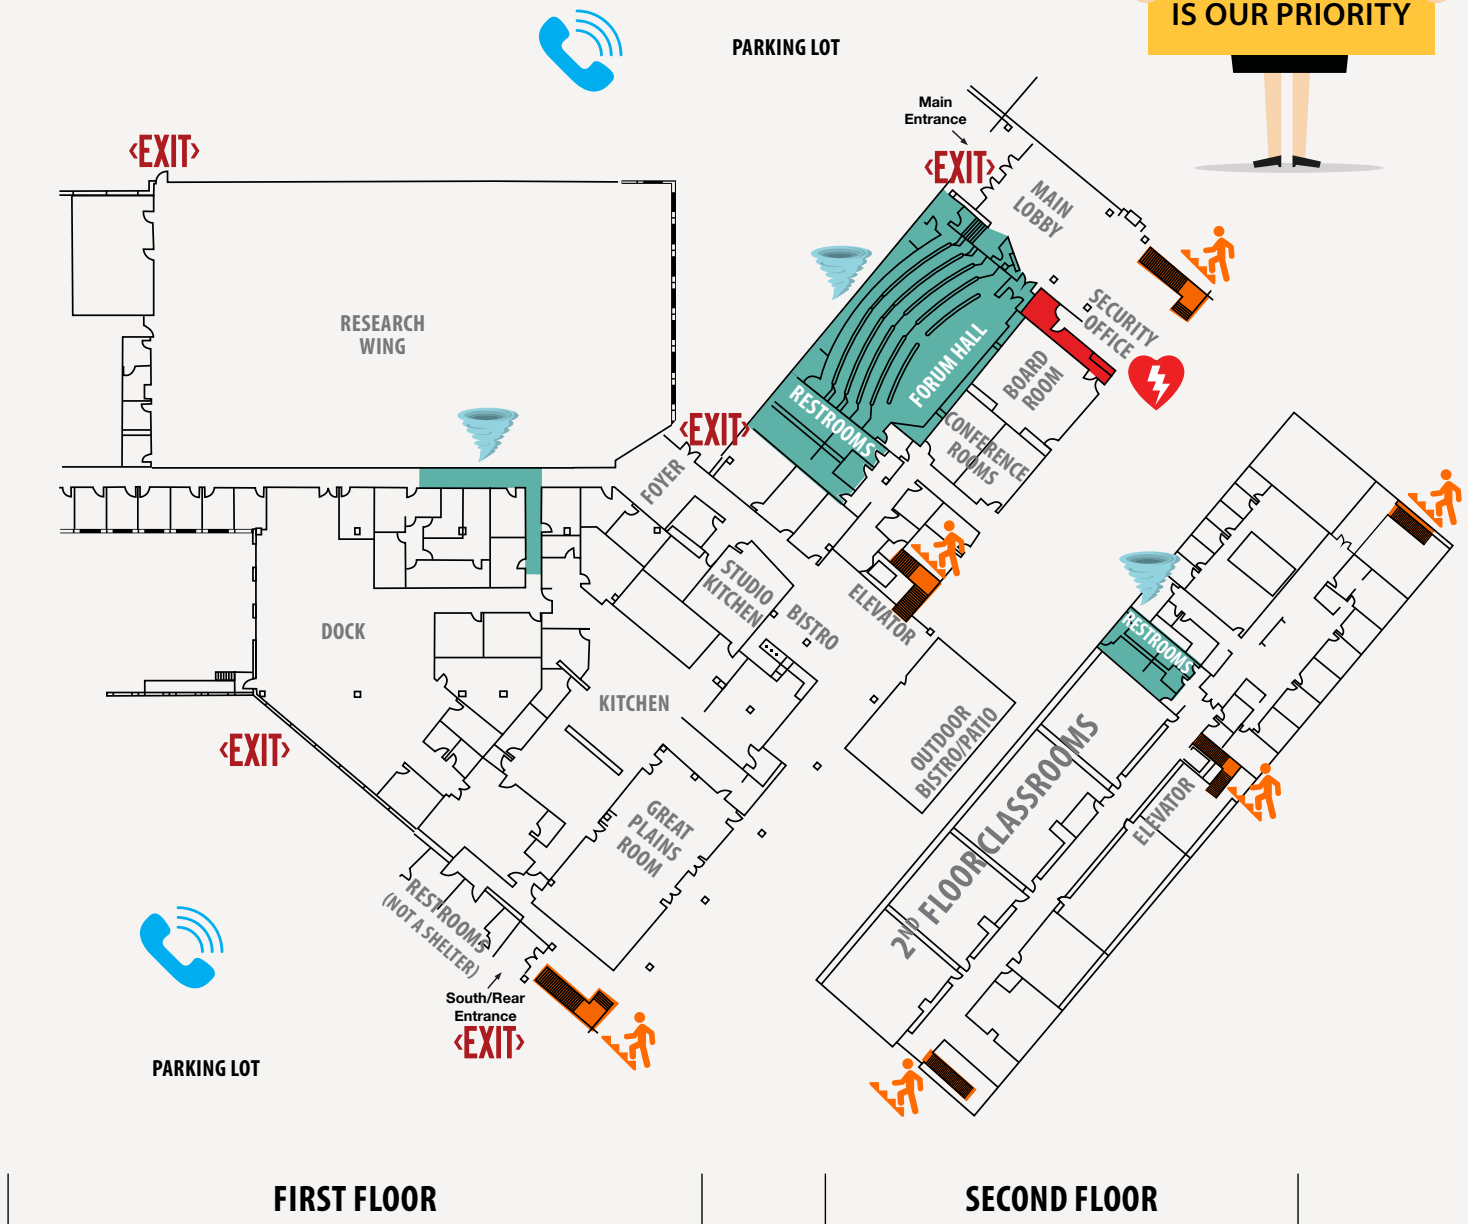 IS OUR PRIORITY
PARKING LOT
Main
Entrance
EXIT
EXIT
MAIN
LOBBY
SECURITY
OFFICE
RESEARCH
WING
FORUM HALL
BOARD
ROOM
RESTROOMS
CONFERENCE
ROOMS
EXIT
FOYER
STUDIO
KITCHEN
BISTRO
ELEVATOR
DOCK
KITCHEN
RESTROOMS
OUTDOOR
BISTRO/PATIO
EXIT
2ND FLOOR CLASSROOMS
ELEVATOR
GREAT
PLAINS
ROOM
RESTROOMS
(NOT A SHELTER)
South/Rear
Entrance
EXIT
PARKING LOT
FIRST FLOOR
SECOND FLOOR